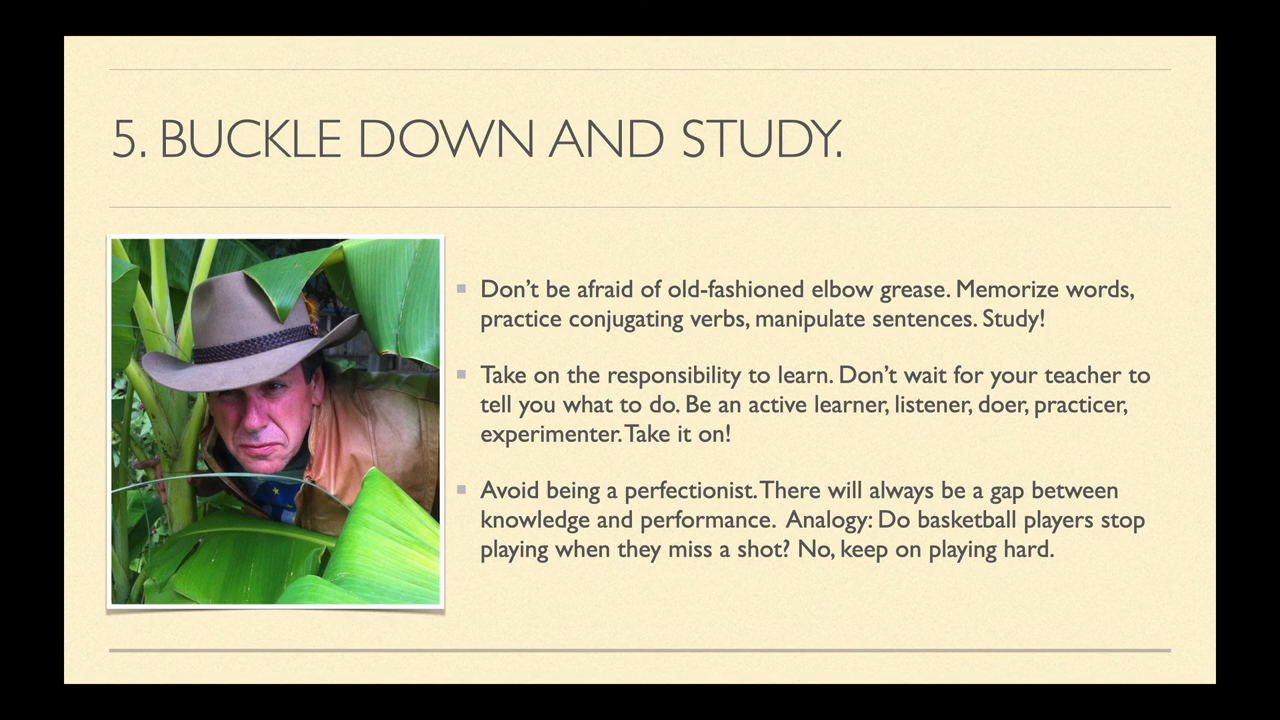 5. BUCKLE DOWN AND STUDY.
Don't be afraid of old-fashioned elbow grease. Memorize words,
practice conjugating verbs, manipulate sentences. Study!
Take on the responsibility to learn. Don't wait for your teacher to
tell you what to do. Be an active learner, listener, doer, practicer,
experimenter. Take it on!
Avoid being a perfectionist. There will always be a gap between
knowledge and performance.  Analogy: Do basketball players stop
playing when they miss a shot?  No, keep on playing hard.